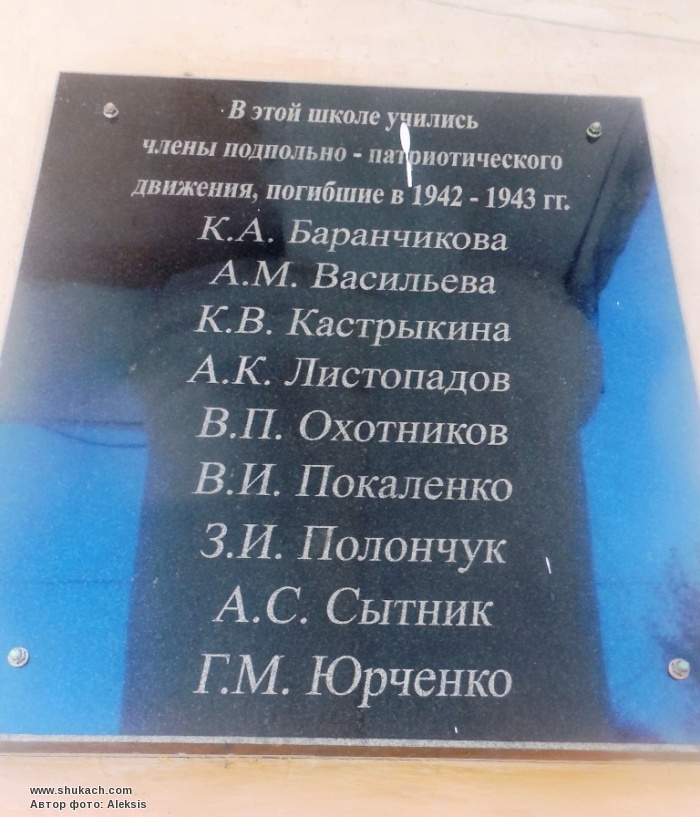 В этой школе учились
члены подпольно - патриотического
движения, погибшие в 1942 - 1943 гг.
К.А. Баранчикова
А.М. Васильева
К.В. Кастрыкина
А.К. Листопадов
В.П. Охотников
В.И. Покаленко
З.И. Полончук
А.С. Сытник
Г.М. Юрченко
www.shukach.com
Автор фото: Aleksis